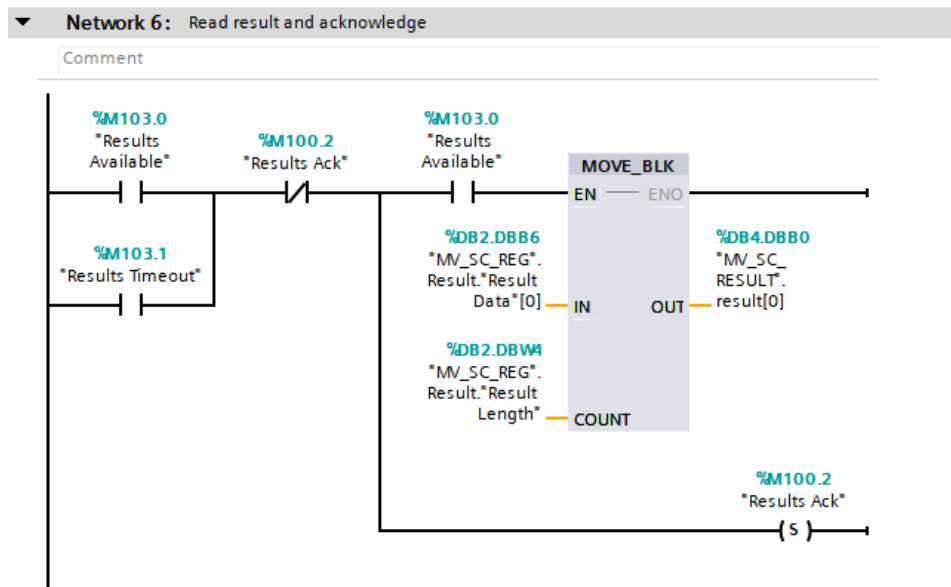 Network 6: Read result and acknowledge
Comment
%M103.0
"Results
Available"
%M100.2
"Results Ack"
%M103.0
"Results
Available"
%M103.1
"Results Timeout"
MOVE_BLK
EN
ENO
%DB2.DBB6
"MV_SC_REG".
Result."Result
Data"[0]
IN
OUT
%DB4.DBB0
"MV_SC_
RESULT".
result[0]
%DB2.DBW4
"MV_SC_REG".
Result."Result
Length"
COUNT
%M100.2
"Results Ack"
S